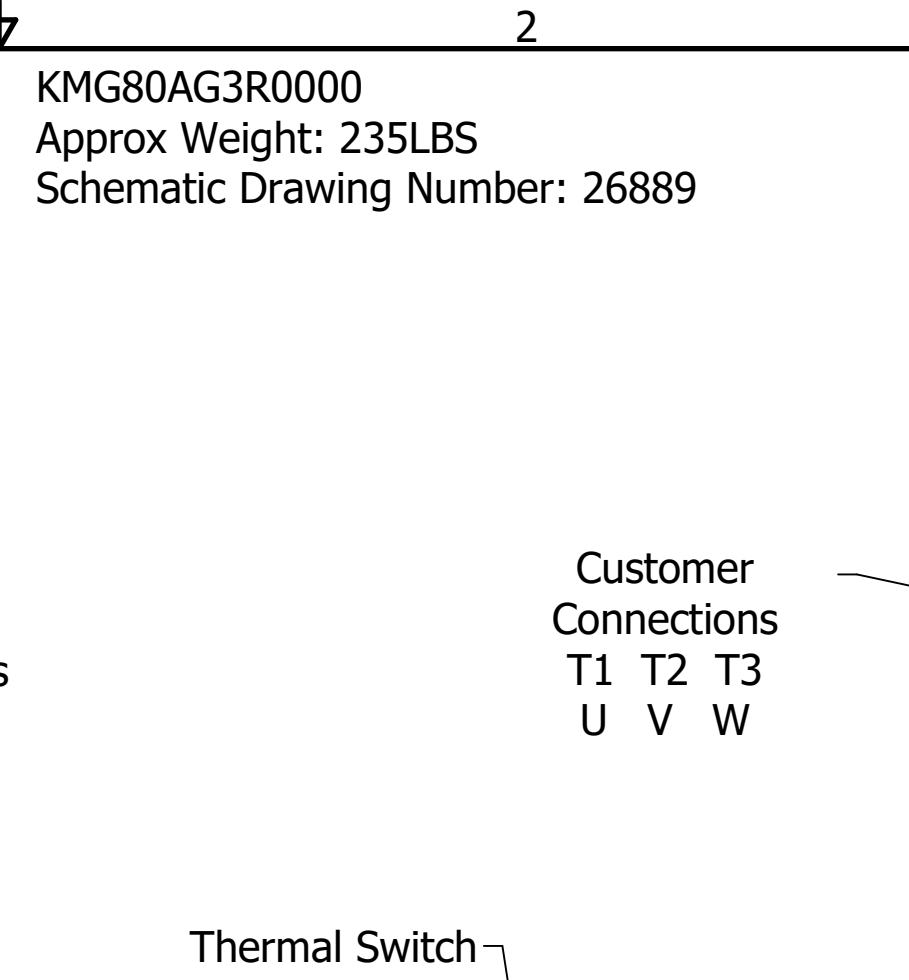 2
KMG80AG3R0000
Approx Weight: 235LBS
Schematic Drawing Number: 26889
Customer
Connections
T1 T2 T3
U V W
s
Thermal Switch